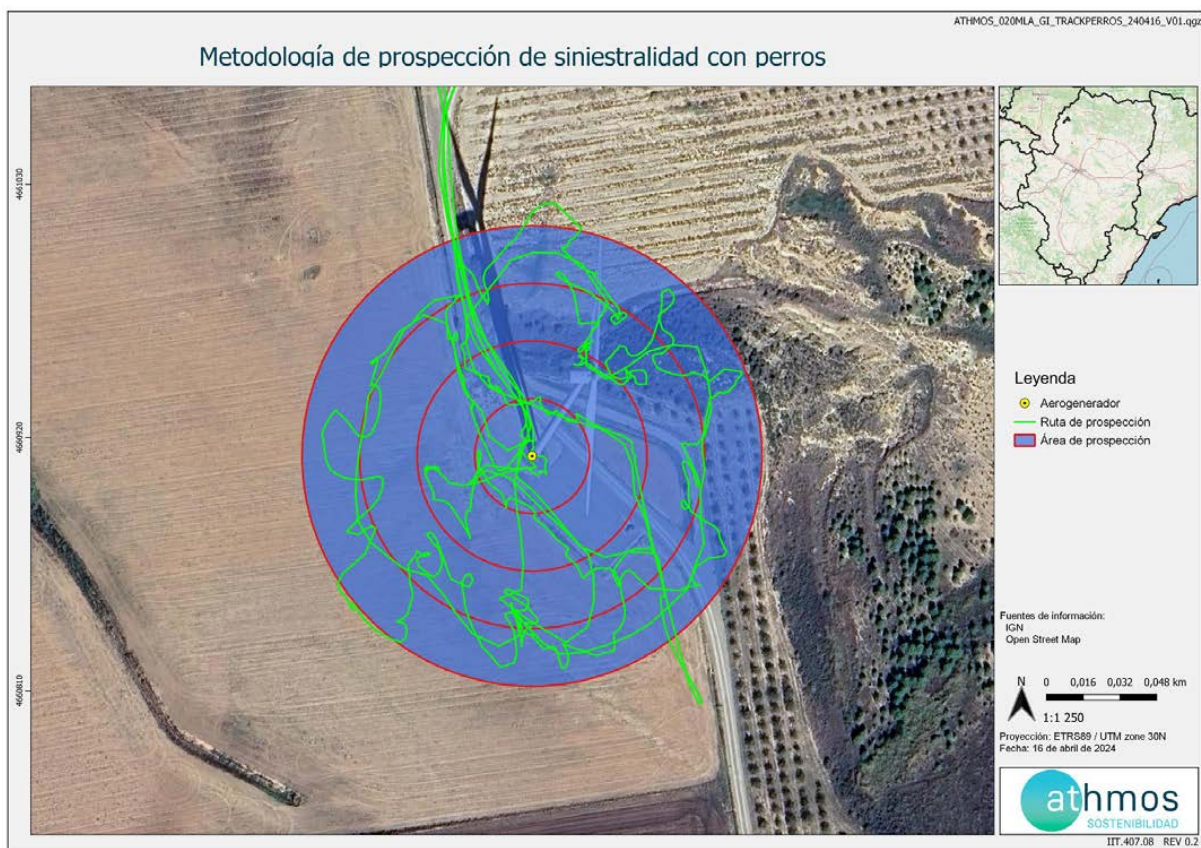 ATHMOS_020MLA_GI_TRACKPERROS_240416_V01.qgz
Metodología de prospección de siniestralidad con perros
4661030
4660920
4660810
Leyenda
Aerogenerador
Ruta de prospección
Área de prospección
Fuentes de información:
IGN
Open Street Map
N
0 0,016 0,032 0,048 km
1:1 250
Proyección: ETRS89 / UTM zone 30N
Fecha: 16 de abril de 2024
athmos
SOSTENIBILIDAD
IIT.407.08 REV 0.2